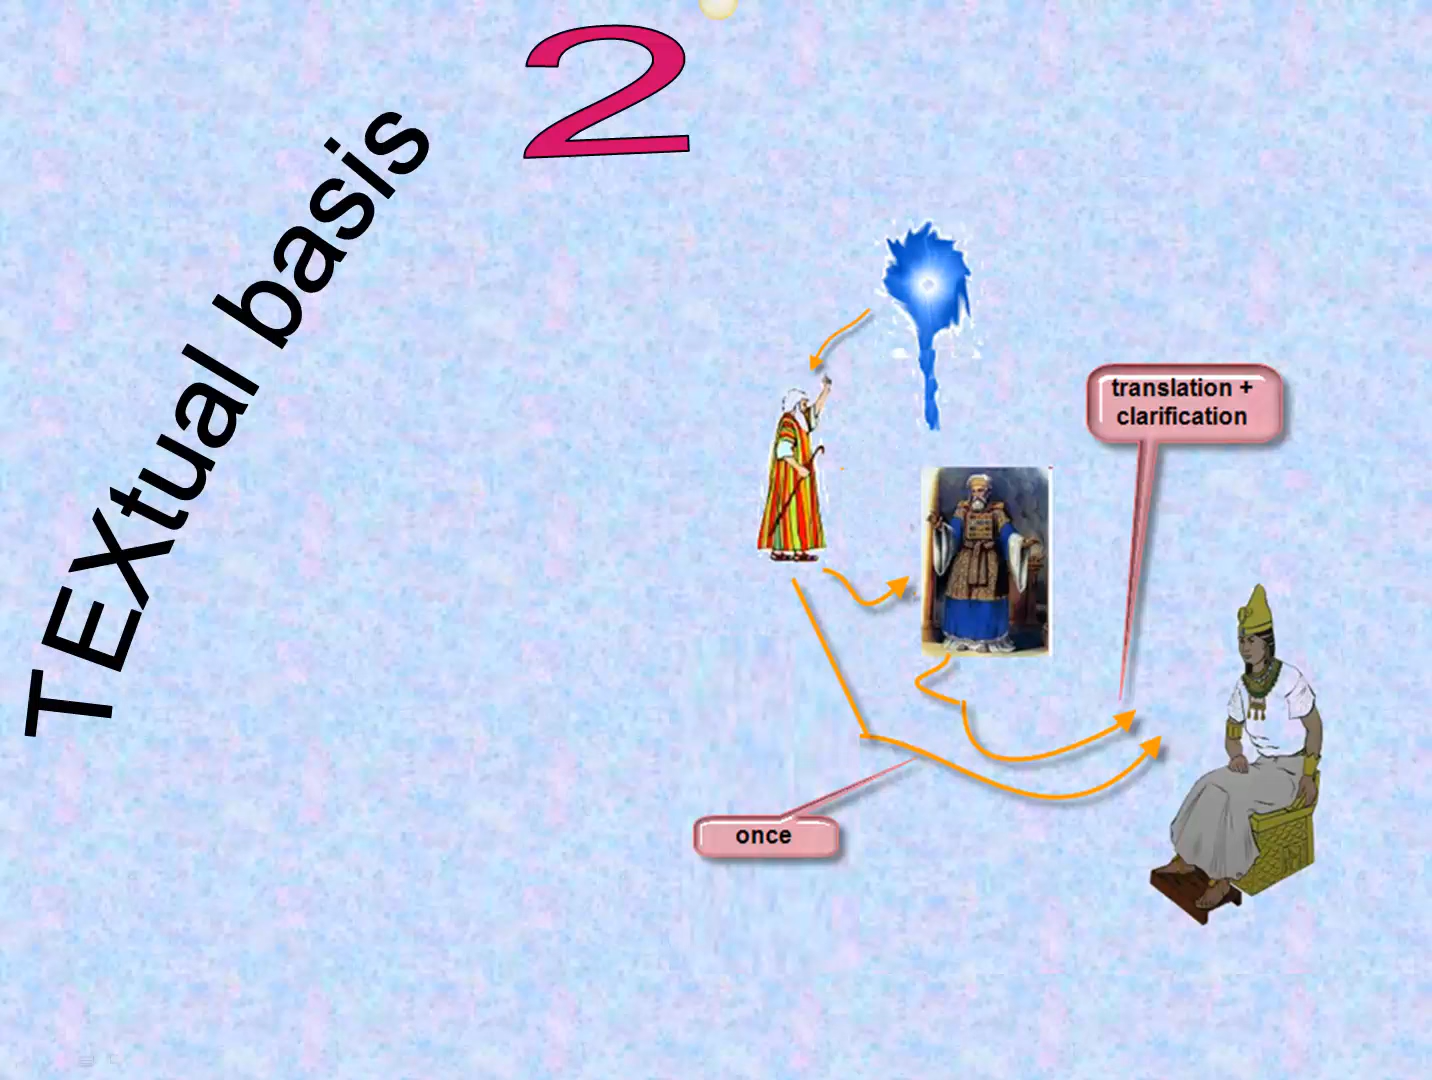 2
TEXtual basis
translation +
clarification
once